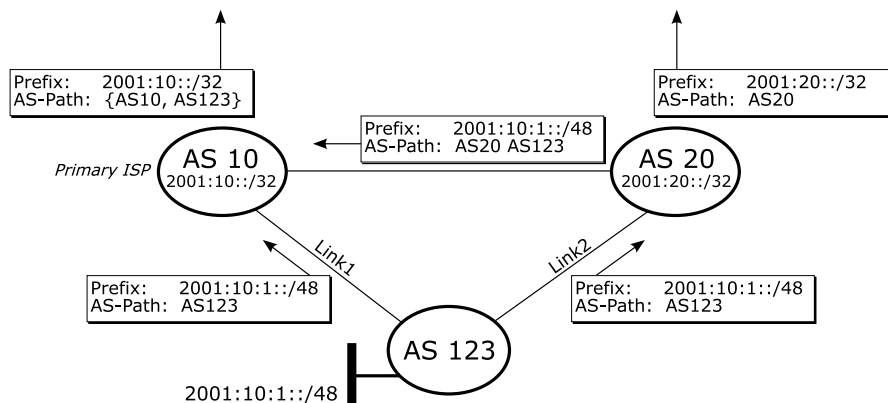 Prefix: 2001:10::/32
AS-Path: {AS10, AS123}
Prefix: 2001:20::/32
AS-Path: AS20
Prefix: 2001:10:1::/48
AS-Path: AS20 AS123
Primary ISP
AS 10
2001:10::/32
AS 20
2001:20::/32
Link1
Link2
Prefix: 2001:10:1::/48
AS-Path: AS123
Prefix: 2001:10:1::/48
AS-Path: AS123
AS 123
2001:10:1::/48